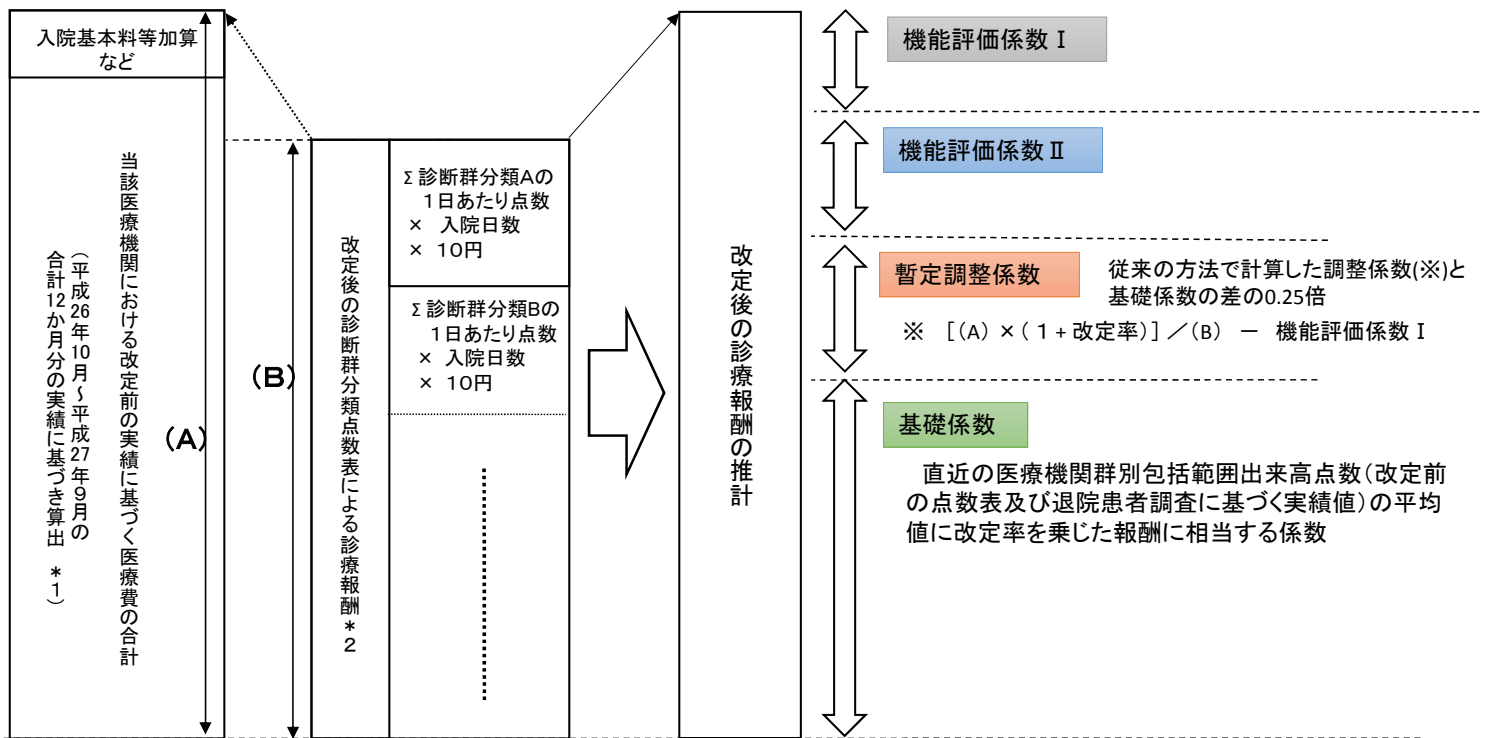 入院基本料等加算
など
当該医療機関における改定前の実績に基づく医療費の合計
（平成26年10月～平成27年９月の
合計12か月分の実績に基づき算出 ＊１）
（A）
（B）
改定後の診断群分類点数表による診療報酬＊２
Σ診断群分類Aの
１日あたり点数
× 入院日数
× 10円
Σ診断群分類Bの
１日あたり点数
× 入院日数
× 10円
改定後の診療報酬の推計
機能評価係数Ⅰ
機能評価係数Ⅱ
暫定調整係数
従来の方法で計算した調整係数(※)と
基礎係数の差の0.25倍
※ [(A) ×(１+改定率)] ／(B) － 機能評価係数Ⅰ
基礎係数
直近の医療機関群別包括範囲出来高点数（改定前
の点数表及び退院患者調査に基づく実績値）の平均
値に改定率を乗じた報酬に相当する係数